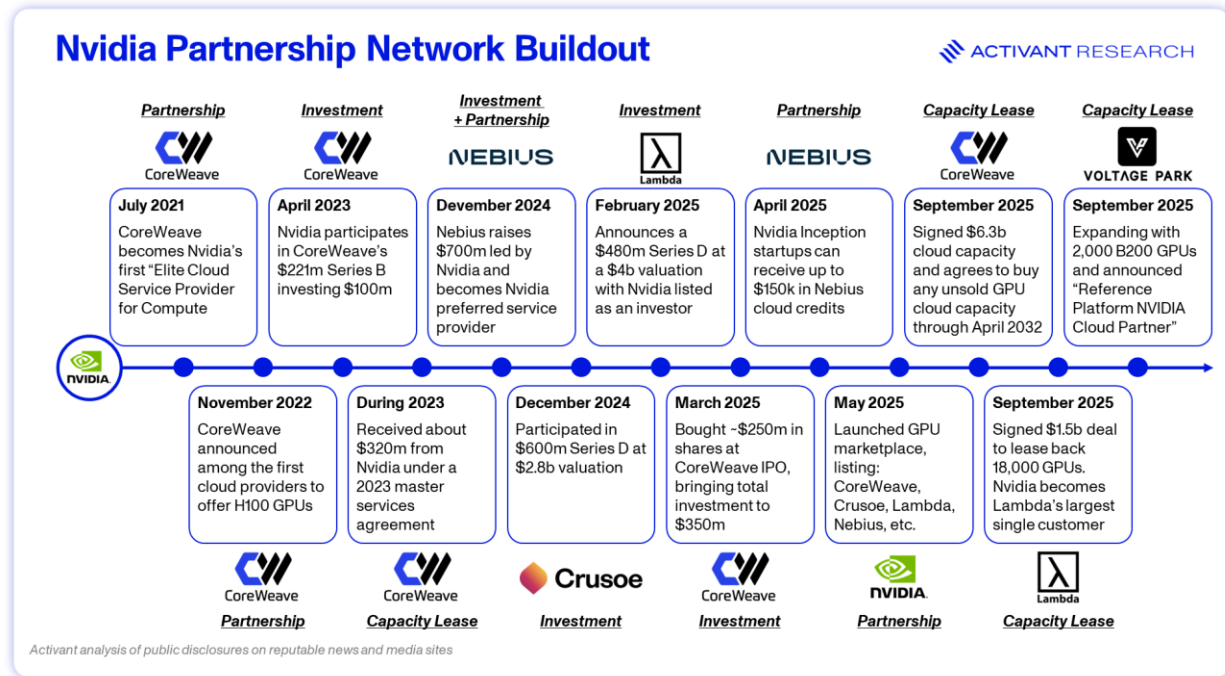 Nvidia Partnership Network Buildout
ACTIVANT RESEARCH
Partnership
CoreWeave
July 2021
CoreWeave
becomes Nvidia's
first “Elite Cloud
Service Provider
for Compute
Investment
CoreWeave
April 2023
Nvidia participates
in CoreWeave's
$221m Series B
investing $100m
Investment
+ Partnership
NEBIUS
Devember 2024
Nebius raises
$700m led by
Nvidia and
becomes Nvidia
preferred service
provider
Investment
Lambda
February 2025
Announces a
$480m Series D at
a $4b valuation
with Nvidia listed
as an investor
Partnership
NEBIUS
April 2025
Nvidia Inception
startups can
receive up to
$150k in Nebius
cloud credits
Capacity Lease
CoreWeave
September 2025
Signed $6.3b
cloud capacity
and agrees to buy
any unsold GPU
cloud capacity
through April 2032
Capacity Lease
VOLTAGE PARK
September 2025
Expanding with
2,000 B200 GPUs
and announced
“Reference
Platform NVIDIA
Cloud Partner”
NVIDIA.
November 2022
CoreWeave
announced
among the first
cloud providers to
offer H100 GPUs
CoreWeave
Partnership
During 2023
Received about
$320m from
Nvidia under a
2023 master
services
agreement
CoreWeave
Capacity Lease
December 2024
Participated in
$600m Series D at
$2.8b valuation
Crusoe
Investment
March 2025
Bought ~$250m in
shares at
CoreWeave IPO,
bringing total
investment to
$350m
CoreWeave
Investment
May 2025
Launched GPU
marketplace,
listing:
CoreWeave,
Crusoe, Lambda,
Nebius, etc.
NVIDIA.
Partnership
September 2025
Signed $1.5b deal
to lease back
18,000 GPUs.
Nvidia becomes
Lambda's largest
single customer
Lambda
Capacity Lease
Activant analysis of public disclosures on reputable news and media sites